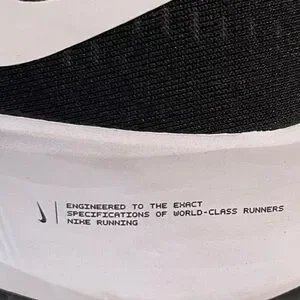 ENGINEERED TO THE EXACT
SPECIFICATIONS OF WORLD-CLASS RUNNERS
NIKE RUNNING